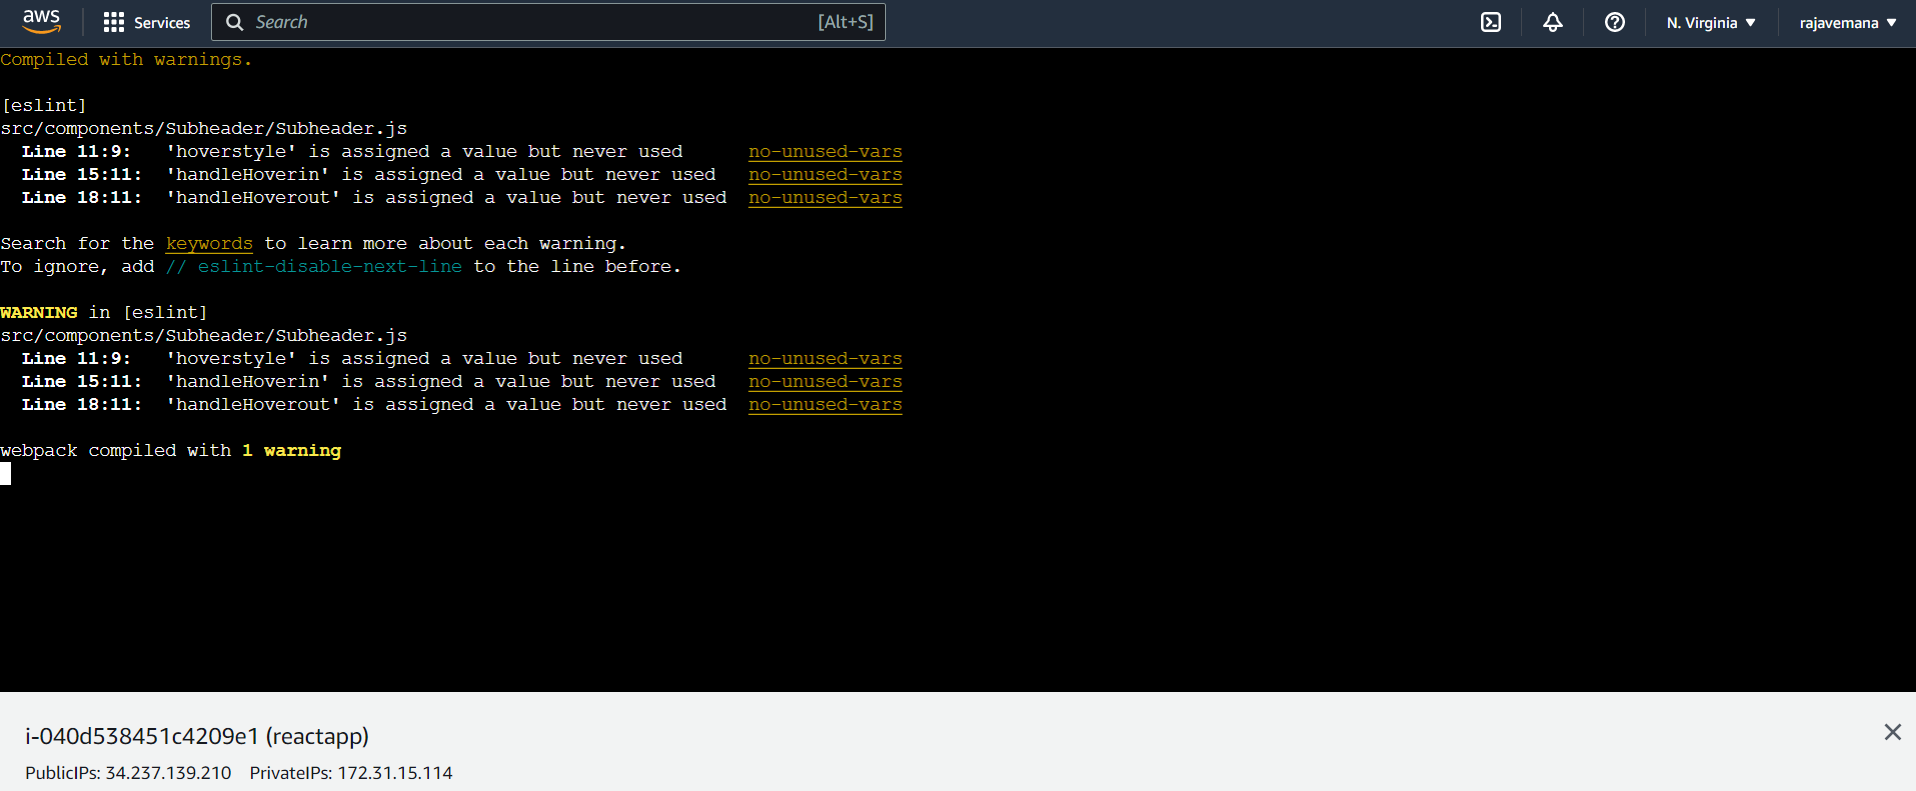 aws Services Search [Alt+S] N. Virginia ▼ rajavemana ▼
Compiled with warnings.
[eslint]
src/components/Subheader/Subheader.js
Line 11:9: 'hoverstyle' is assigned a value but never used no-unused-vars
Line 15:11: 'handleHoverin' is assigned a value but never used no-unused-vars
Line 18:11: 'handleHoverout' is assigned a value but never used no-unused-vars
Search for the keywords to learn more about each warning.
To ignore, add // eslint-disable-next-line to the line before.
WARNING in [eslint]
src/components/Subheader/Subheader.js
Line 11:9: 'hoverstyle' is assigned a value but never used no-unused-vars
Line 15:11: 'handleHoverin' is assigned a value but never used no-unused-vars
Line 18:11: 'handleHoverout' is assigned a value but never used no-unused-vars
webpack compiled with 1 warning
i-040d538451c4209e1 (reactapp)
PublicIPs: 34.237.139.210 PrivateIPs: 172.31.15.114